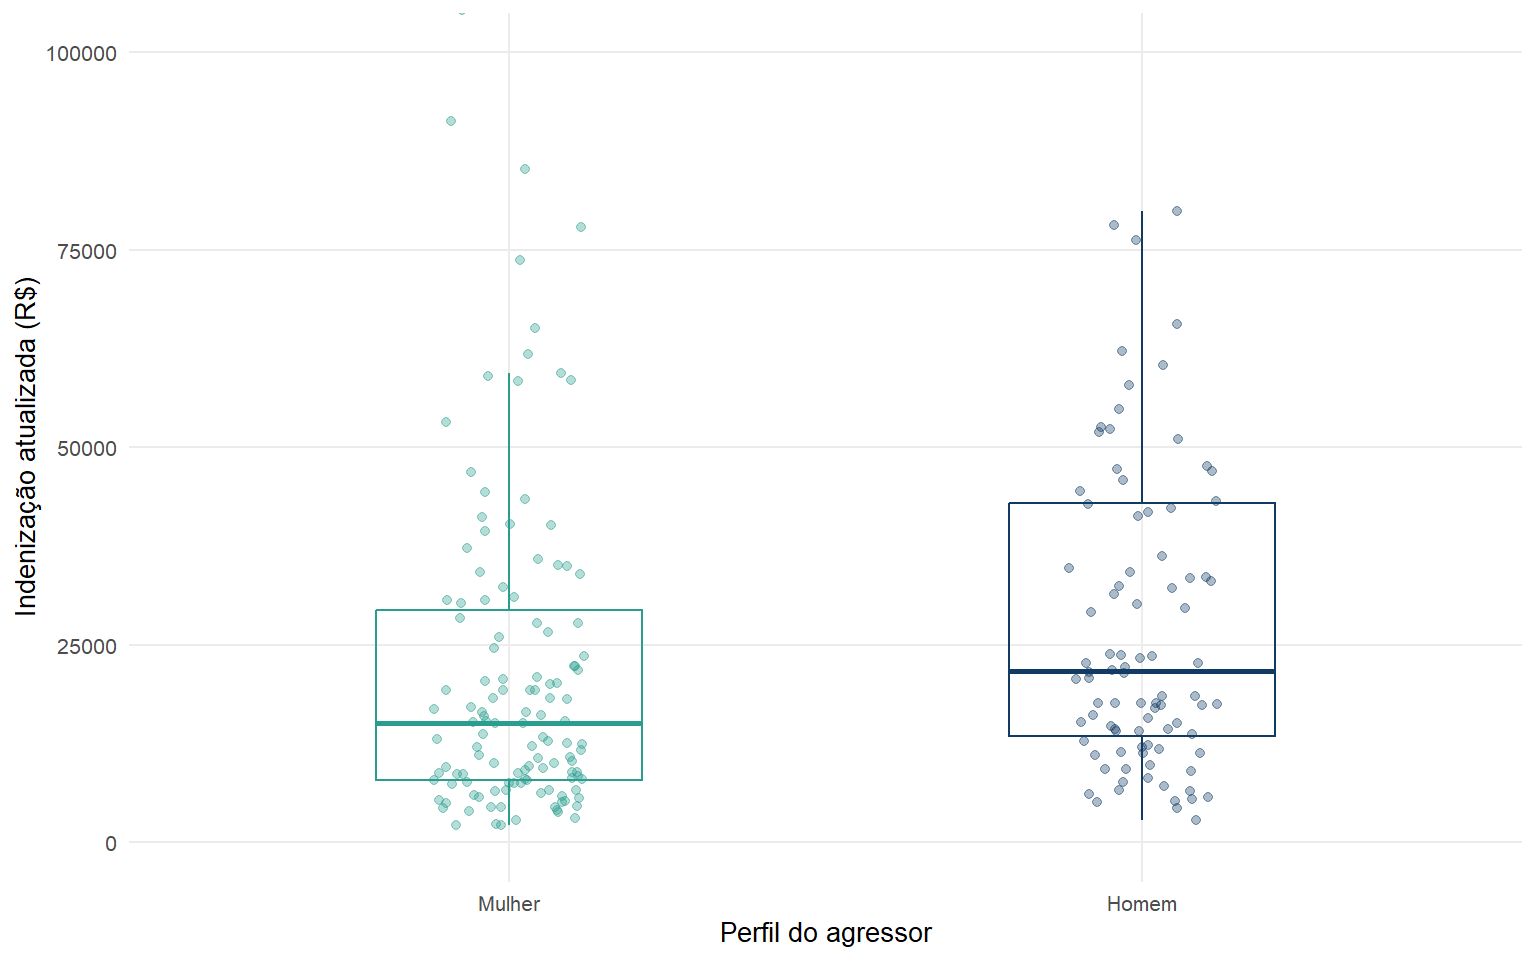 Indenização atualizada (R$)
100000
75000
50000
25000
0
Mulher
Homem
Perfil do agressor